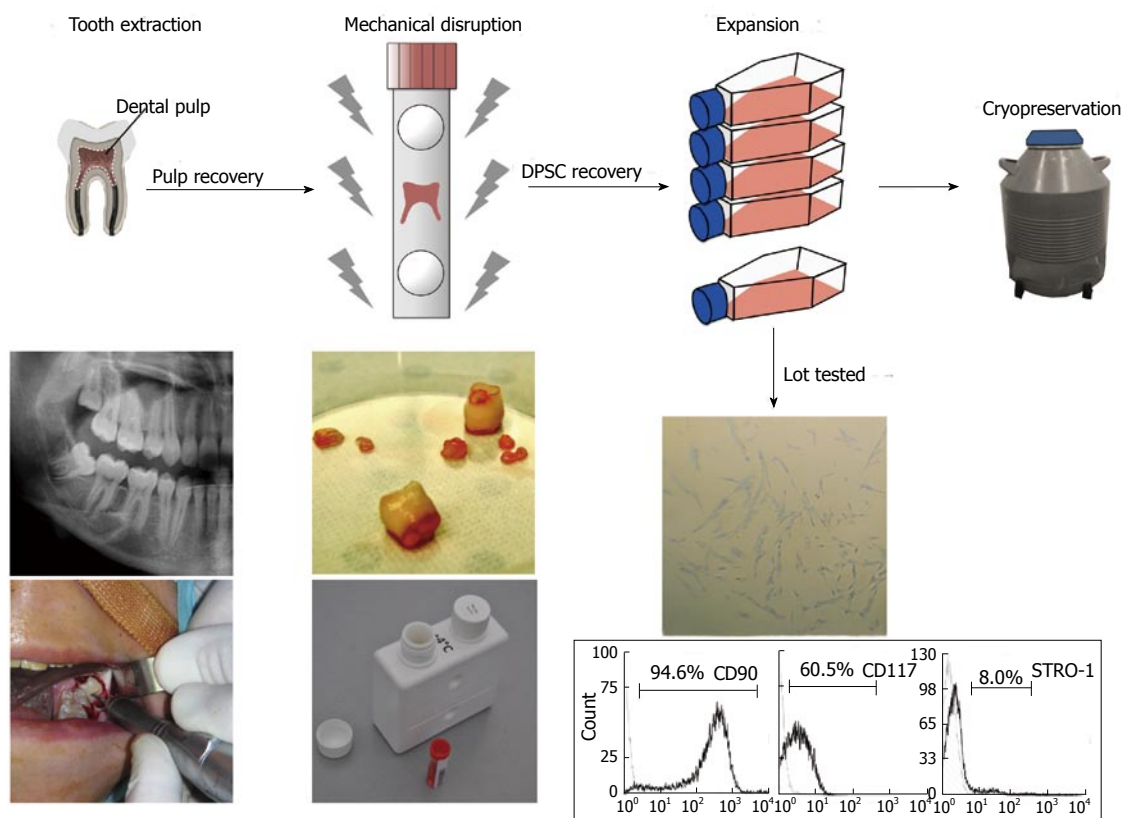 Tooth extraction
Mechanical disruption
Expansion
Cryopreservation
Dental pulp
Pulp recovery
DPSC recovery
Lot tested
-4°C
94.6% CD90
60.5% CD117
8.0%
STRO-1
Count
100
75
50
25
0
10⁰ 10¹ 10² 10³ 10⁴
10⁰ 10¹ 10² 10³ 10⁴
130
98
65
33
0
10⁰ 10¹ 10² 10³ 10⁴